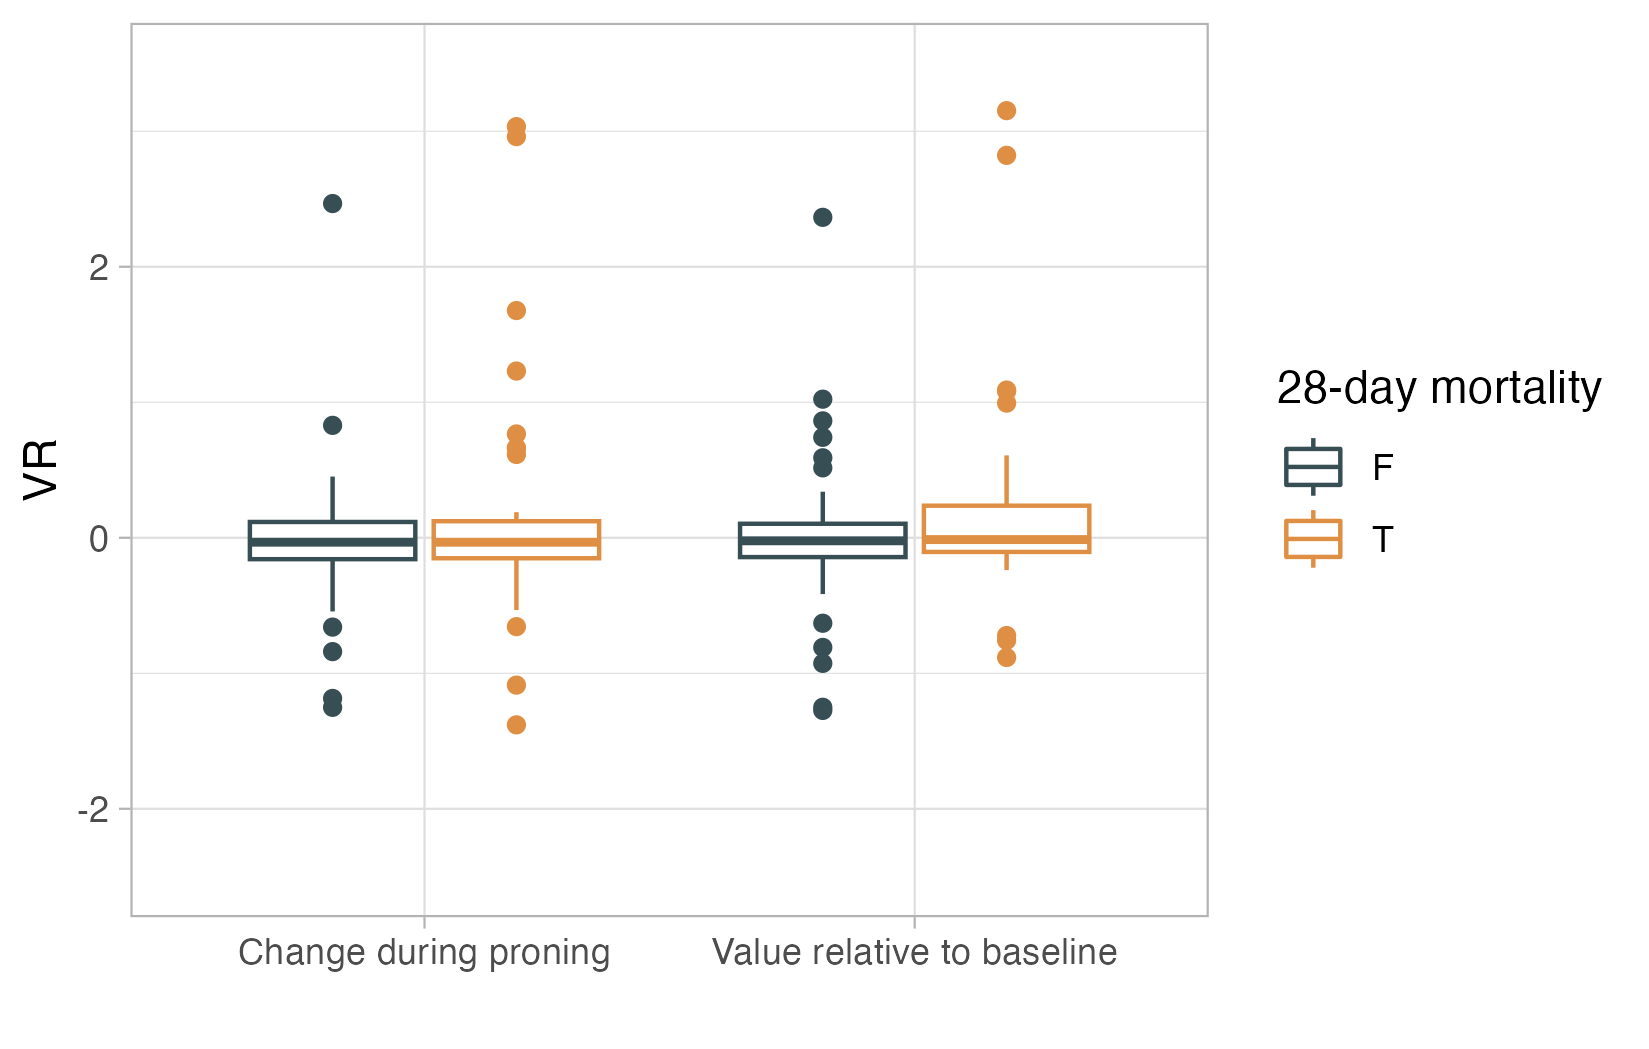 VR
2
0
-2
Change during proning
Value relative to baseline
28-day mortality
F
T